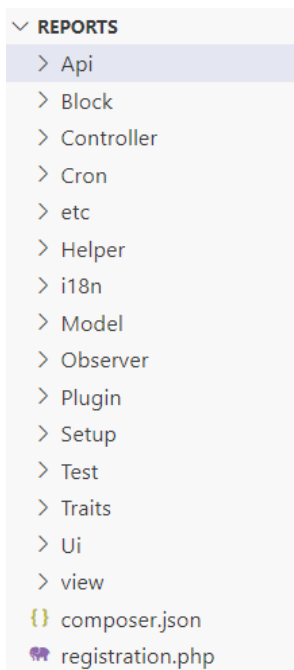 REPORTS
Api
Block
Controller
Cron
etc
Helper
i18n
Model
Observer
Plugin
Setup
Test
Traits
Ui
view
{} composer.json
registration.php